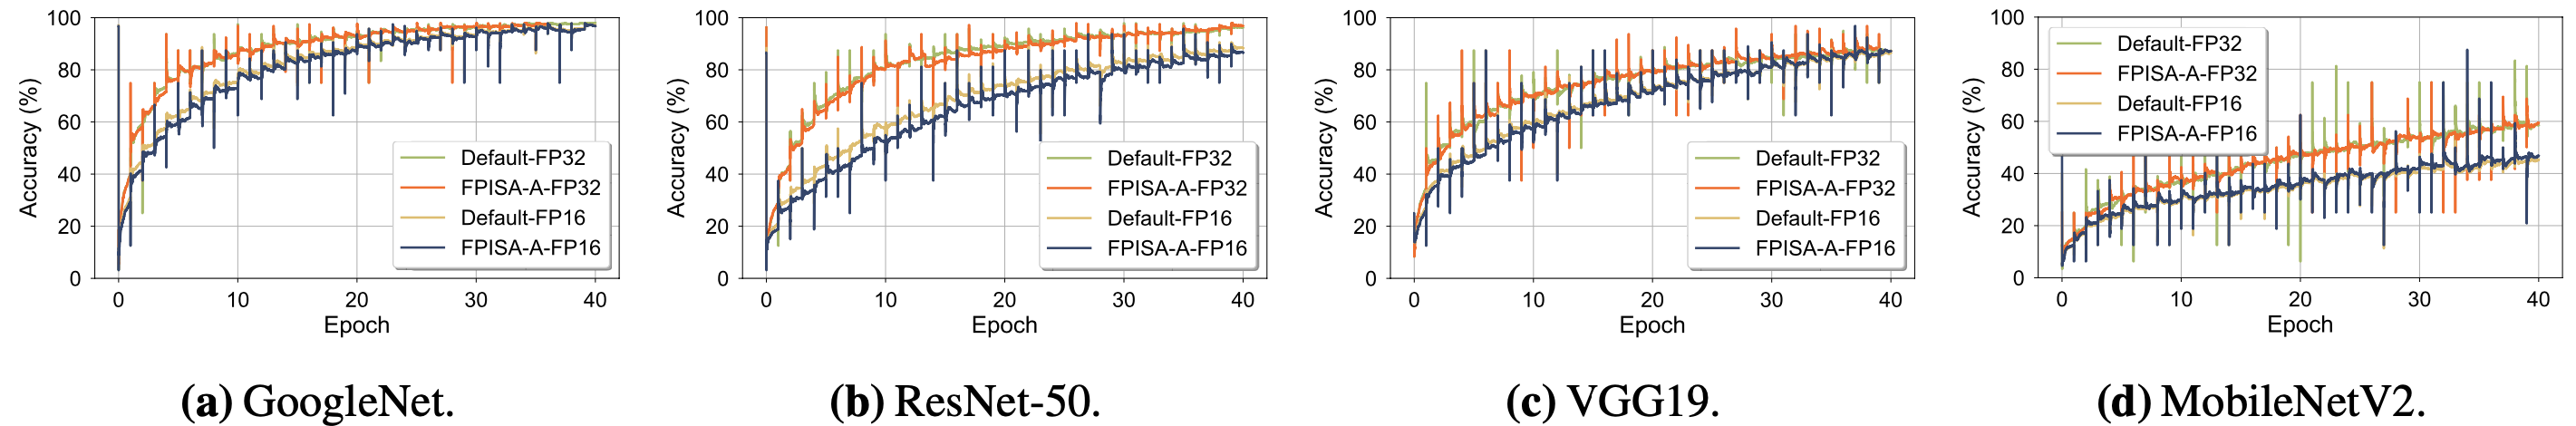 100
80
60
40
20
0
Accuracy (%)
0 10 20 30 40
Epoch
Default-FP32
FPISA-A-FP32
Default-FP16
FPISA-A-FP16
(a) GoogleNet.
100
80
60
40
20
0
Accuracy (%)
0 10 20 30 40
Epoch
Default-FP32
FPISA-A-FP32
Default-FP16
FPISA-A-FP16
(b) ResNet-50.
100
80
60
40
20
0
Accuracy (%)
0 10 20 30 40
Epoch
Default-FP32
FPISA-A-FP32
Default-FP16
FPISA-A-FP16
(c) VGG19.
100
80
60
40
20
0
Accuracy (%)
0 10 20 30 40
Epoch
Default-FP32
FPISA-A-FP32
Default-FP16
FPISA-A-FP16
(d) MobileNetV2.